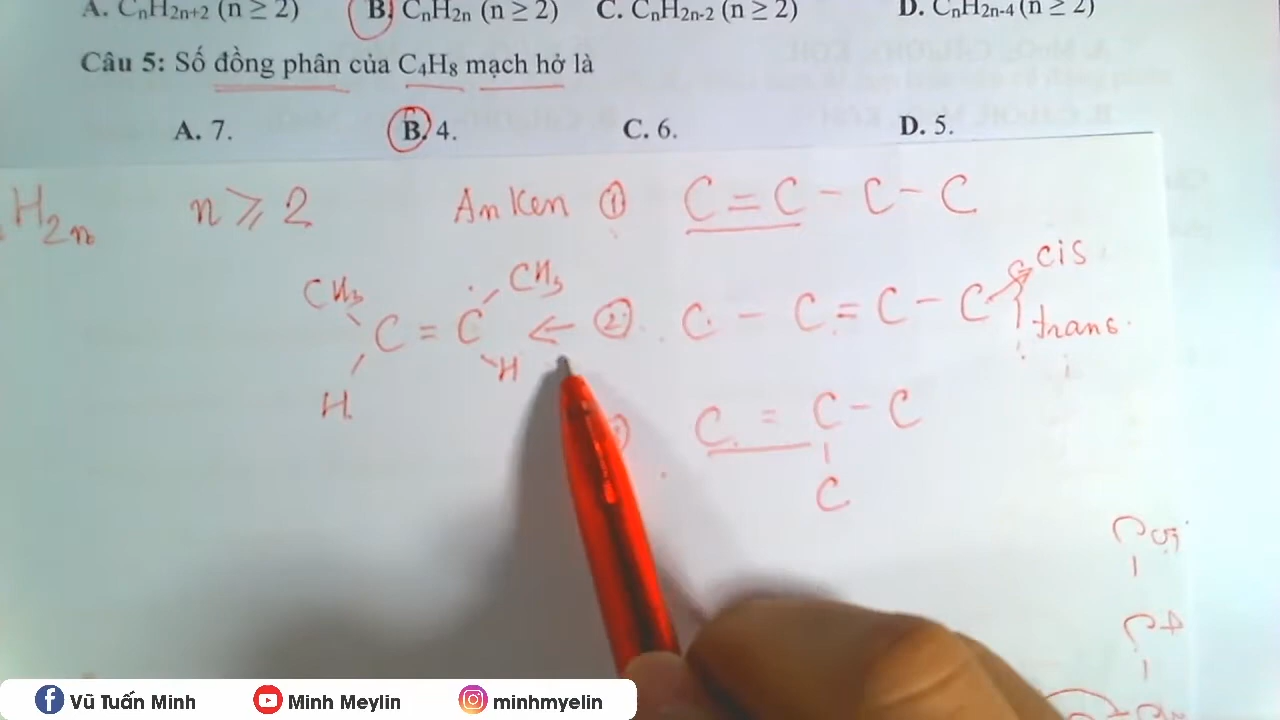 A. CnH2n+2 (n ≥ 2) B. CnH2n (n ≥ 2) C. CnH2n-2 (n ≥ 2) D. CnH2n-4 (n ≥ 2)
Câu 5: Số đồng phân của C4H8 mạch hở là
A. 7. B. 4. C. 6. D. 5.
H2n n ≥ 2 Anken ① C = C - C - C
CH3 CH3 cis
C = C ← ② C - C = C - C
trans
H H
C = C - C
C
C 5
C 4
Vũ Tuấn Minh Minh Meylin minhmyelin